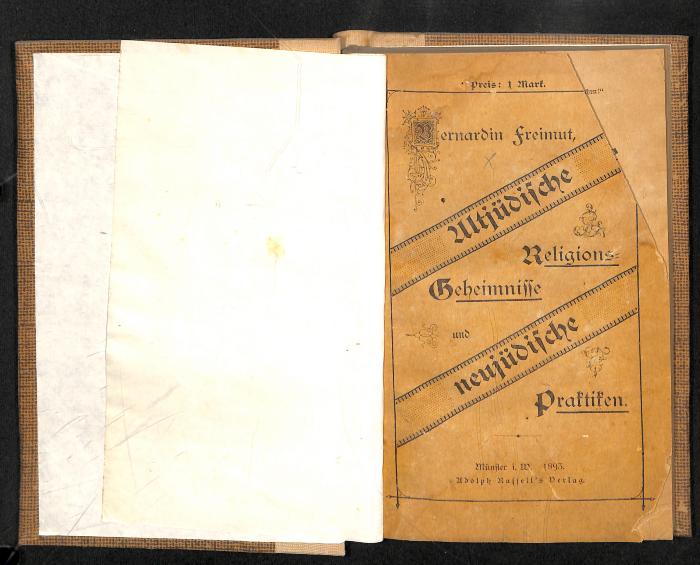 Preis: 1 Mark.
Bernardin Freimut,
Altjüdische
Religions-
Geheimnisse
und
neujüdische
Praktiken.
Münster i. W. 1893.
Adolph Russell's Verlag.